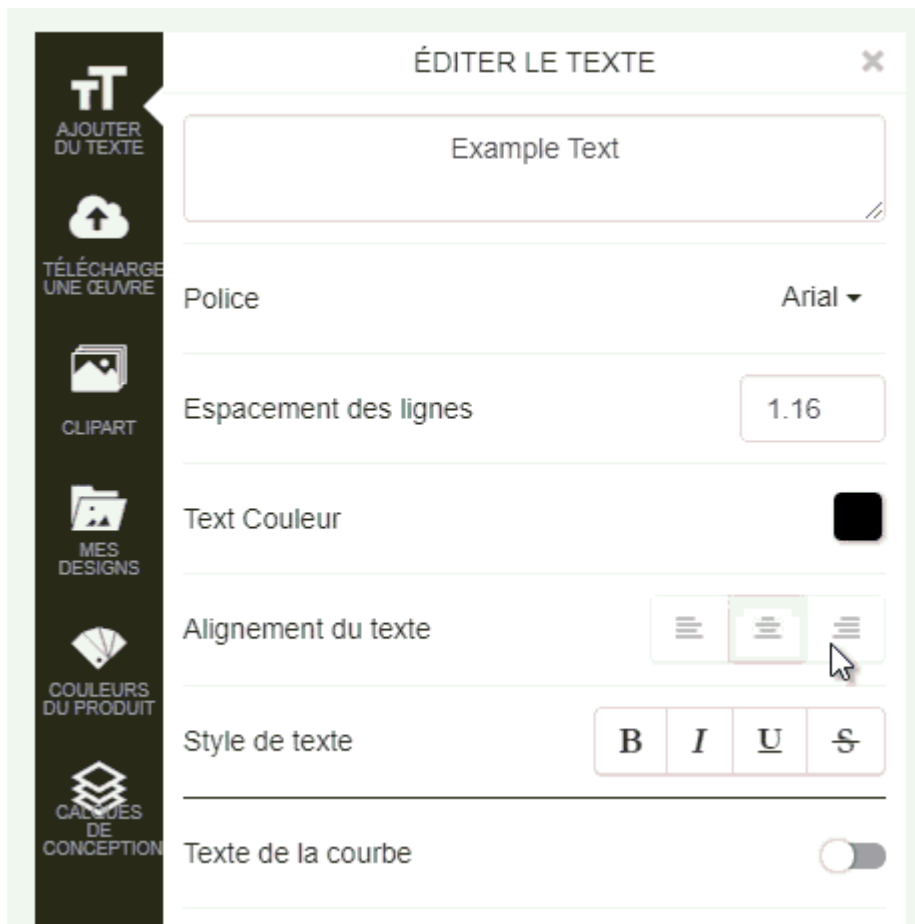 AJOUTER
DU TEXTE
TÉLÉCHARGE
UNE ŒUVRE
CLIPART
MES
DESIGNS
COULEURS
DU PRODUIT
CALQUES
DE
CONCEPTION
ÉDITER LE TEXTE
Example Text
Police Arial
Espacement des lignes 1.16
Text Couleur
Alignement du texte
Style de texte B I U S
Texte de la courbe